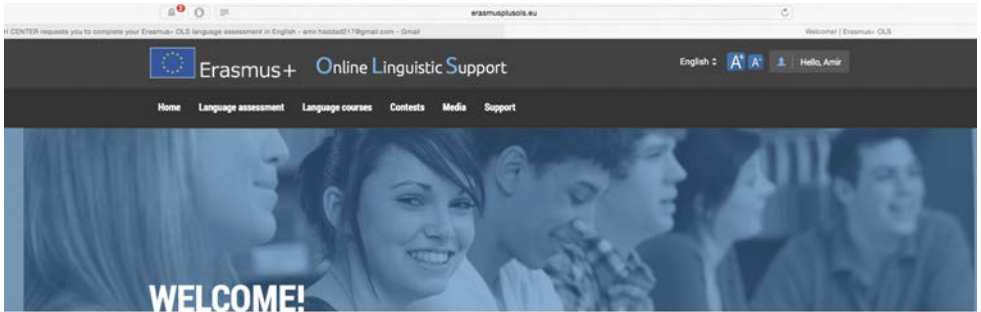 erasmusplusols.eu
H CENTER requests you to complete your Erasmus+ OLS language assessment in English - amir.haddad217@gmail.com - Gmail
Welcome! | Erasmus+ OLS
Erasmus+ Online Linguistic Support
English A+ A- Hello, Amir
Home Language assessment Language courses Contests Media Support
WELCOME!